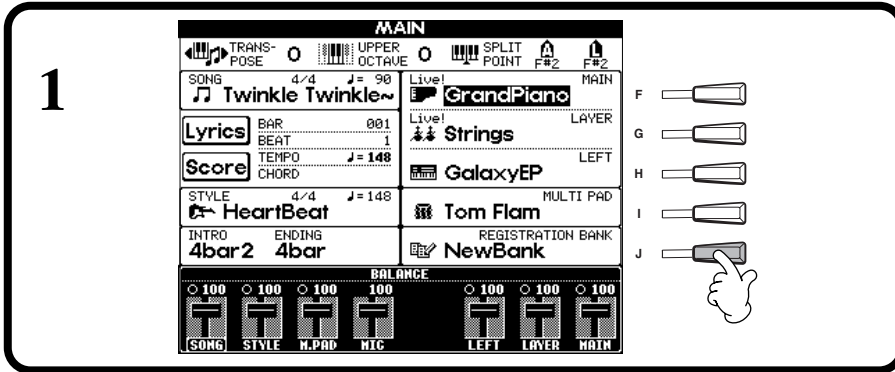 1
MAIN
TRANS-POSE 0 UPPER OCTAVE 0 SPLIT POINT A F#2 L F#2
SONG 4/4 ♩= 90
Twinkle Twinkle~
Lyrics BAR 001
BEAT 1
Score TEMPO ♩= 148
CHORD
STYLE 4/4 ♩= 148
HeartBeat
INTRO ENDING
4bar2 4bar
Live! MAIN
GrandPiano
Live! LAYER
Strings
LEFT
GalaxyEP
MULTI PAD
Tom Flam
REGISTRATION BANK
NewBank
F
G
H
I
J
BALANCE
100 100 100 100 100 100 100
SONG STYLE M.PAD MIC LEFT LAYER MAIN